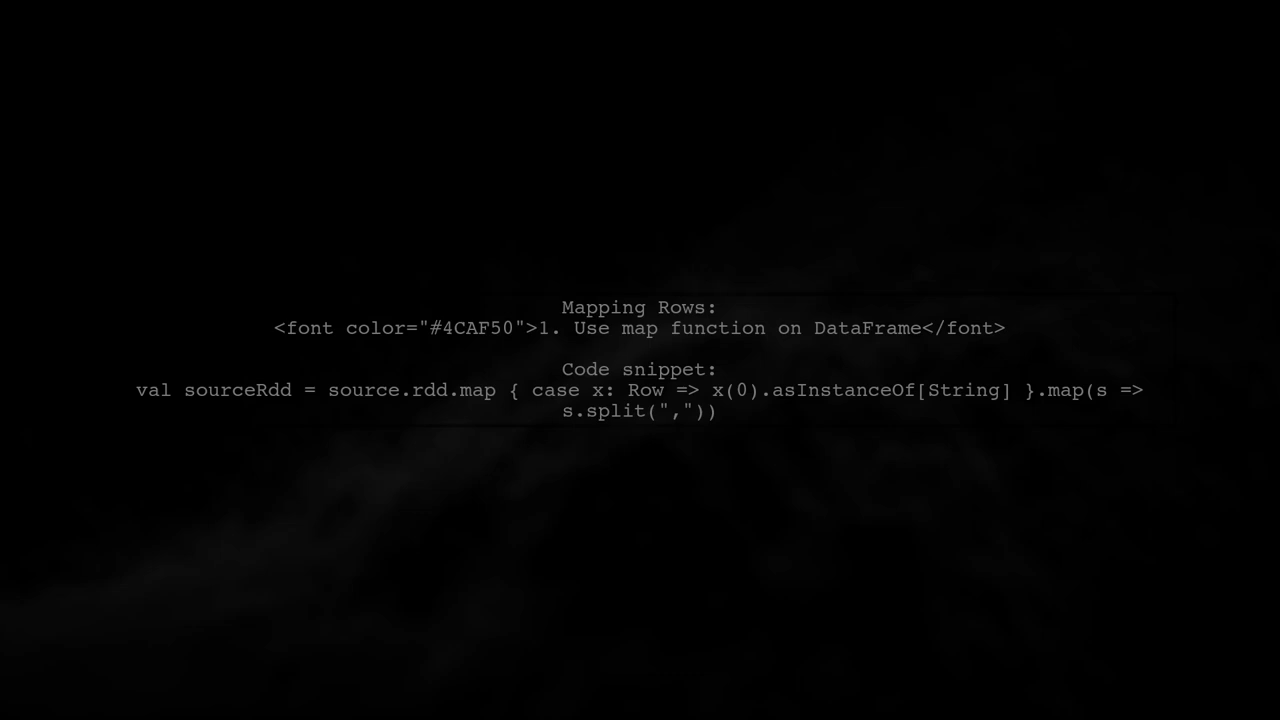 Mapping Rows:
<font color="#4CAF50">1. Use map function on DataFrame</font>
Code snippet:
val sourceRdd = source.rdd.map { case x: Row => x(0).asInstanceOf[String] }.map(s =>
s.split(","))